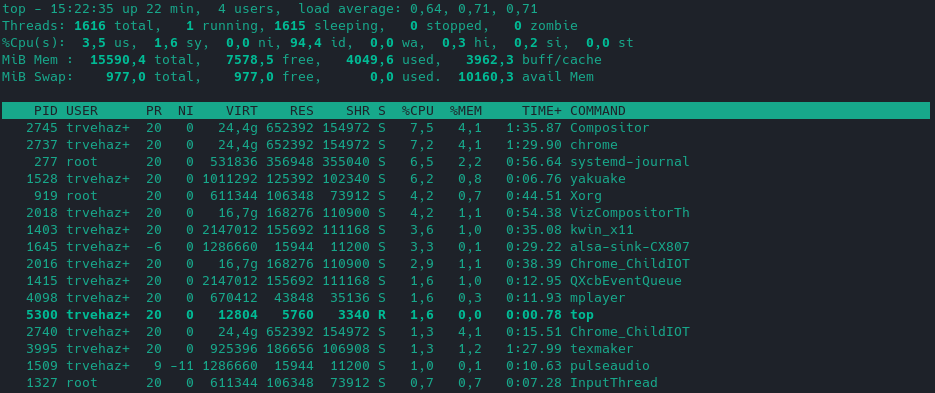 top - 15:22:35 up 22 min,  4 users,  load average: 0,64, 0,71, 0,71
Threads: 1616 total,   1 running, 1615 sleeping,   0 stopped,   0 zombie
%Cpu(s):  3,5 us,  1,6 sy,  0,0 ni, 94,4 id,  0,0 wa,  0,3 hi,  0,2 si,  0,0 st
MiB Mem :  15590,4 total,   7578,5 free,   4049,6 used,   3962,3 buff/cache
MiB Swap:    977,0 total,    977,0 free,      0,0 used.  10160,3 avail Mem
PID USER      PR  NI    VIRT    RES    SHR S  %CPU  %MEM     TIME+ COMMAND
2745 trvehaz+  20   0   24,4g 652392 154972 S   7,5   4,1   1:35.87 Compositor
2737 trvehaz+  20   0   24,4g 652392 154972 S   7,2   4,1   1:29.90 chrome
277 root      20   0  531836 356948 355040 S   6,5   2,2   0:56.64 systemd-journal
1528 trvehaz+  20   0 1011292 125392 102340 S   6,2   0,8   0:06.76 yakuake
919 root      20   0  611344 106348  73912 S   4,2   0,7   0:44.51 Xorg
2018 trvehaz+  20   0   16,7g 168276 110900 S   4,2   1,1   0:54.38 VizCompositorTh
1403 trvehaz+  20   0 2147012 155692 111168 S   3,6   1,0   0:35.08 kwin_x11
1645 trvehaz+  -6   0 1286660  15944  11200 S   3,3   0,1   0:29.22 alsa-sink-CX807
2016 trvehaz+  20   0   16,7g 168276 110900 S   2,9   1,1   0:38.39 Chrome_ChildIOT
1415 trvehaz+  20   0 2147012 155692 111168 S   1,6   1,0   0:12.95 QXcbEventQueue
4098 trvehaz+  20   0  670412  43848  35136 S   1,6   0,3   0:11.93 mplayer
5300 trvehaz+  20   0   12804   5760   3340 R   1,6   0,0   0:00.78 top
2740 trvehaz+  20   0   24,4g 652392 154972 S   1,3   4,1   0:15.51 Chrome_ChildIOT
3995 trvehaz+  20   0  925396 186656 106908 S   1,3   1,2   1:27.99 texmaker
1509 trvehaz+   9 -11 1286660  15944  11200 S   1,0   0,1   0:10.63 pulseaudio
1327 root      20   0  611344 106348  73912 S   0,7   0,7   0:07.28 InputThread